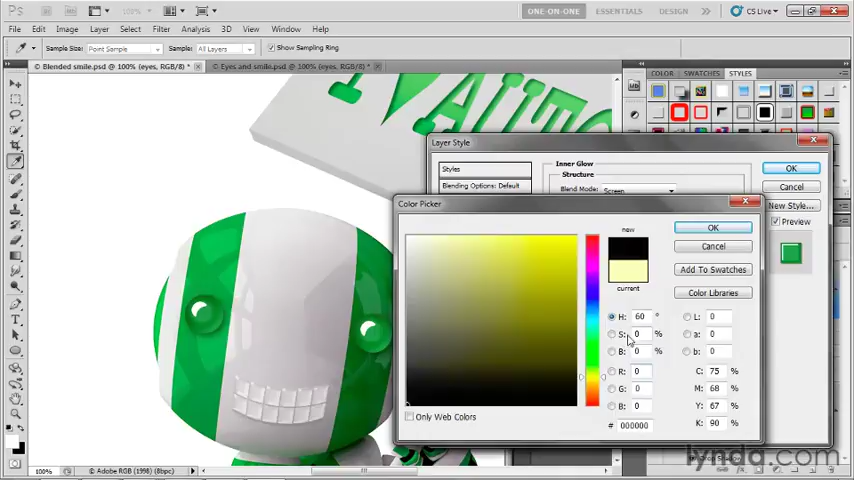 Ps 100% ONE-ON-ONE ESSENTIALS DESIGN >> CS Live
File Edit Image Layer Select Filter Analysis 3D View Window Help
Sample Size: Point Sample Sample: All Layers Show Sampling Ring
Blended smile.psd @ 100% (eyes, RGB/8) * Eyes and smile.psd @ 100% (eyes, RGB/8) *
COLOR SWATCHES STYLES
Mb
Layer Style
Styles
Blending Options: Default
Inner Glow
Structure
Blend Mode: Screen
OK
Cancel
New Style...
Preview
Color Picker
new
current
OK
Cancel
Add To Swatches
Color Libraries
H: 60 ° L: 0
S: 0 % a: 0
B: 0 % b: 0
R: 0 C: 75 %
G: 0 M: 68 %
B: 0 Y: 67 %
# 000000 K: 90 %
Only Web Colors
100% Adobe RGB (1998) (8bpc)
Drop Shadow
lynda.com